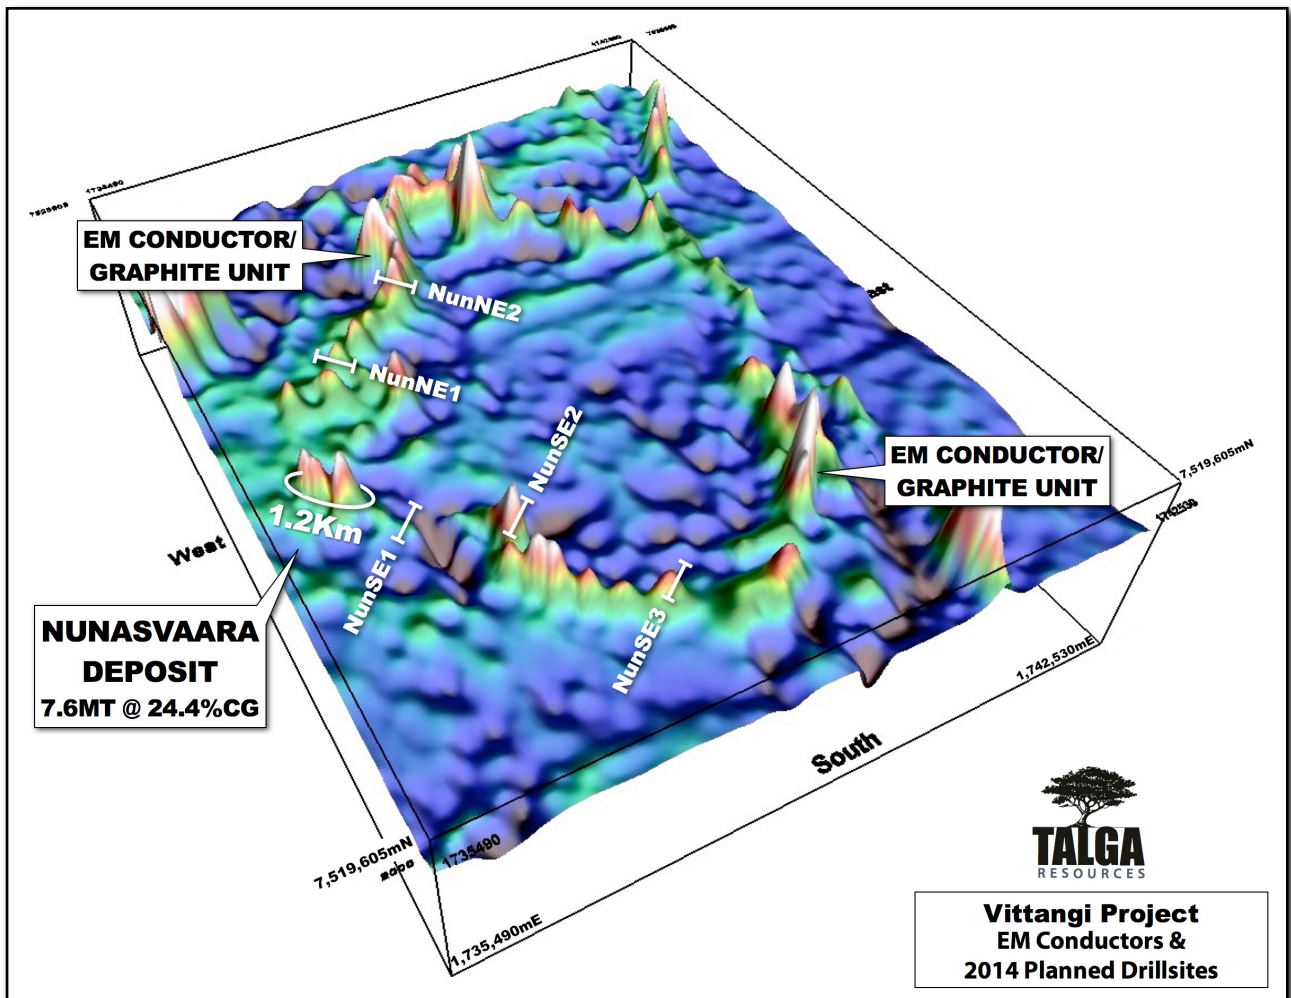 1742530
1735490
EM CONDUCTOR/
GRAPHITE UNIT
NunNE2
NunNE1
NunSE2
EM CONDUCTOR/
GRAPHITE UNIT
7,519,605mN
1.2Km
West
NunSE1
NunSE3
NUNASVAARA
DEPOSIT
7.6MT @ 24.4%CG
1,742,530mE
South
7,519,605mN
1735490
1,735,490mE
TALGA
RESOURCES
Vittangi Project
EM Conductors &
2014 Planned Drillsites